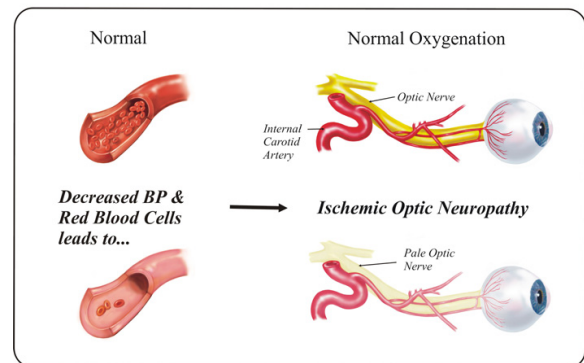 Normal
Normal Oxygenation
Optic Nerve
Internal
Carotid
Artery
Decreased BP &
Red Blood Cells
leads to...
Ischemic Optic Neuropathy
Pale Optic
Nerve